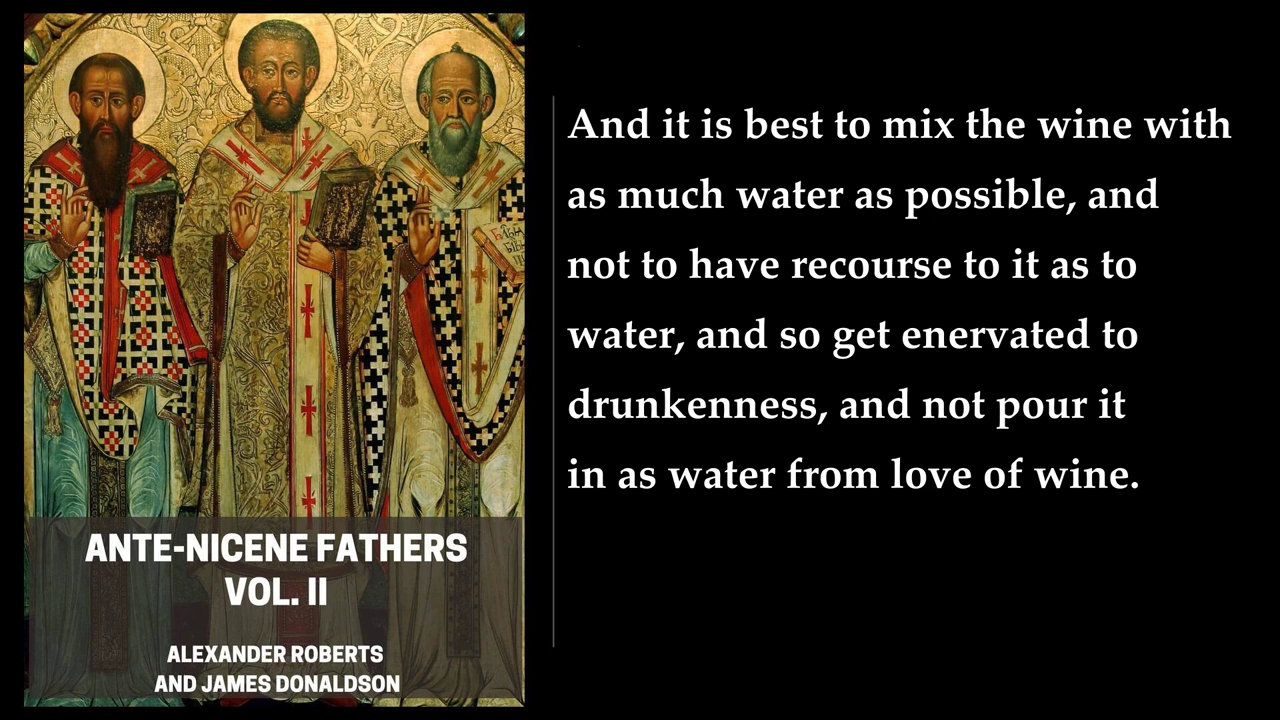 And it is best to mix the wine with
as much water as possible, and
not to have recourse to it as to
water, and so get enervated to
drunkenness, and not pour it
in as water from love of wine.
ANTE-NICENE FATHERS
VOL. II
ALEXANDER ROBERTS
AND JAMES DONALDSON